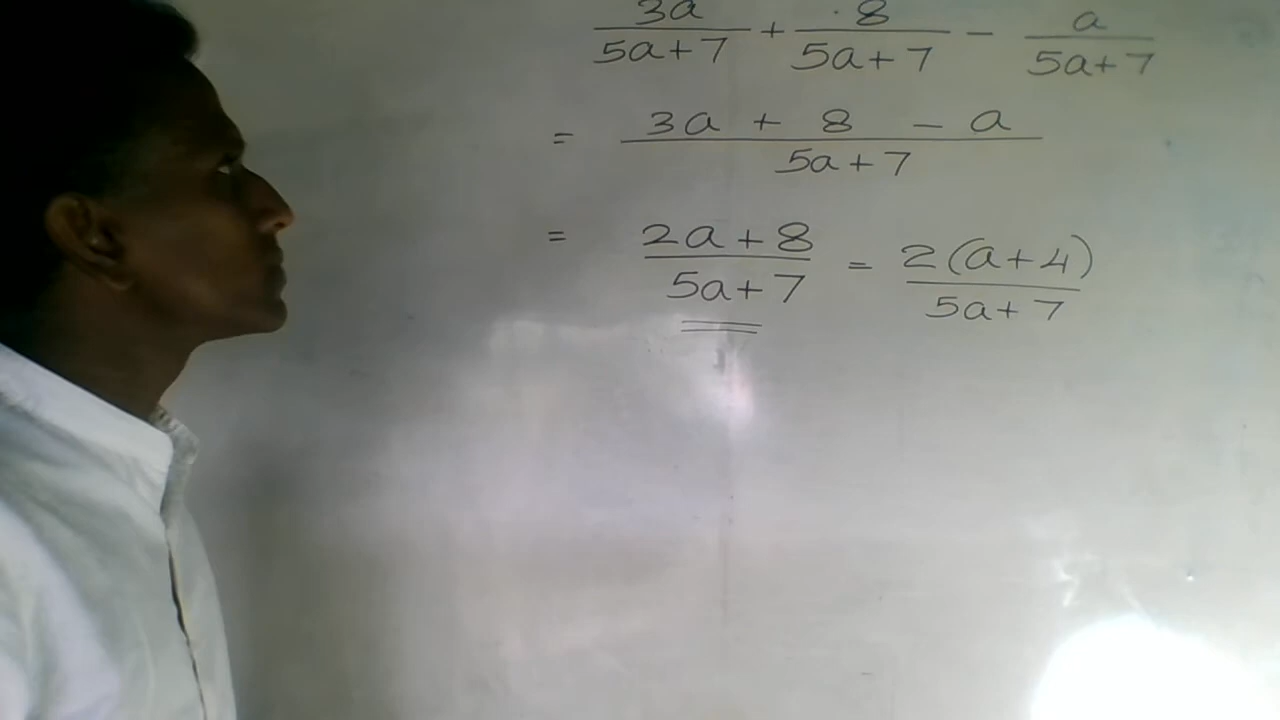 3a/5a+7 + 8/5a+7 - a/5a+7
= 3a + 8 - a/5a+7
= 2a+8/5a+7 = 2(a+4)/5a+7